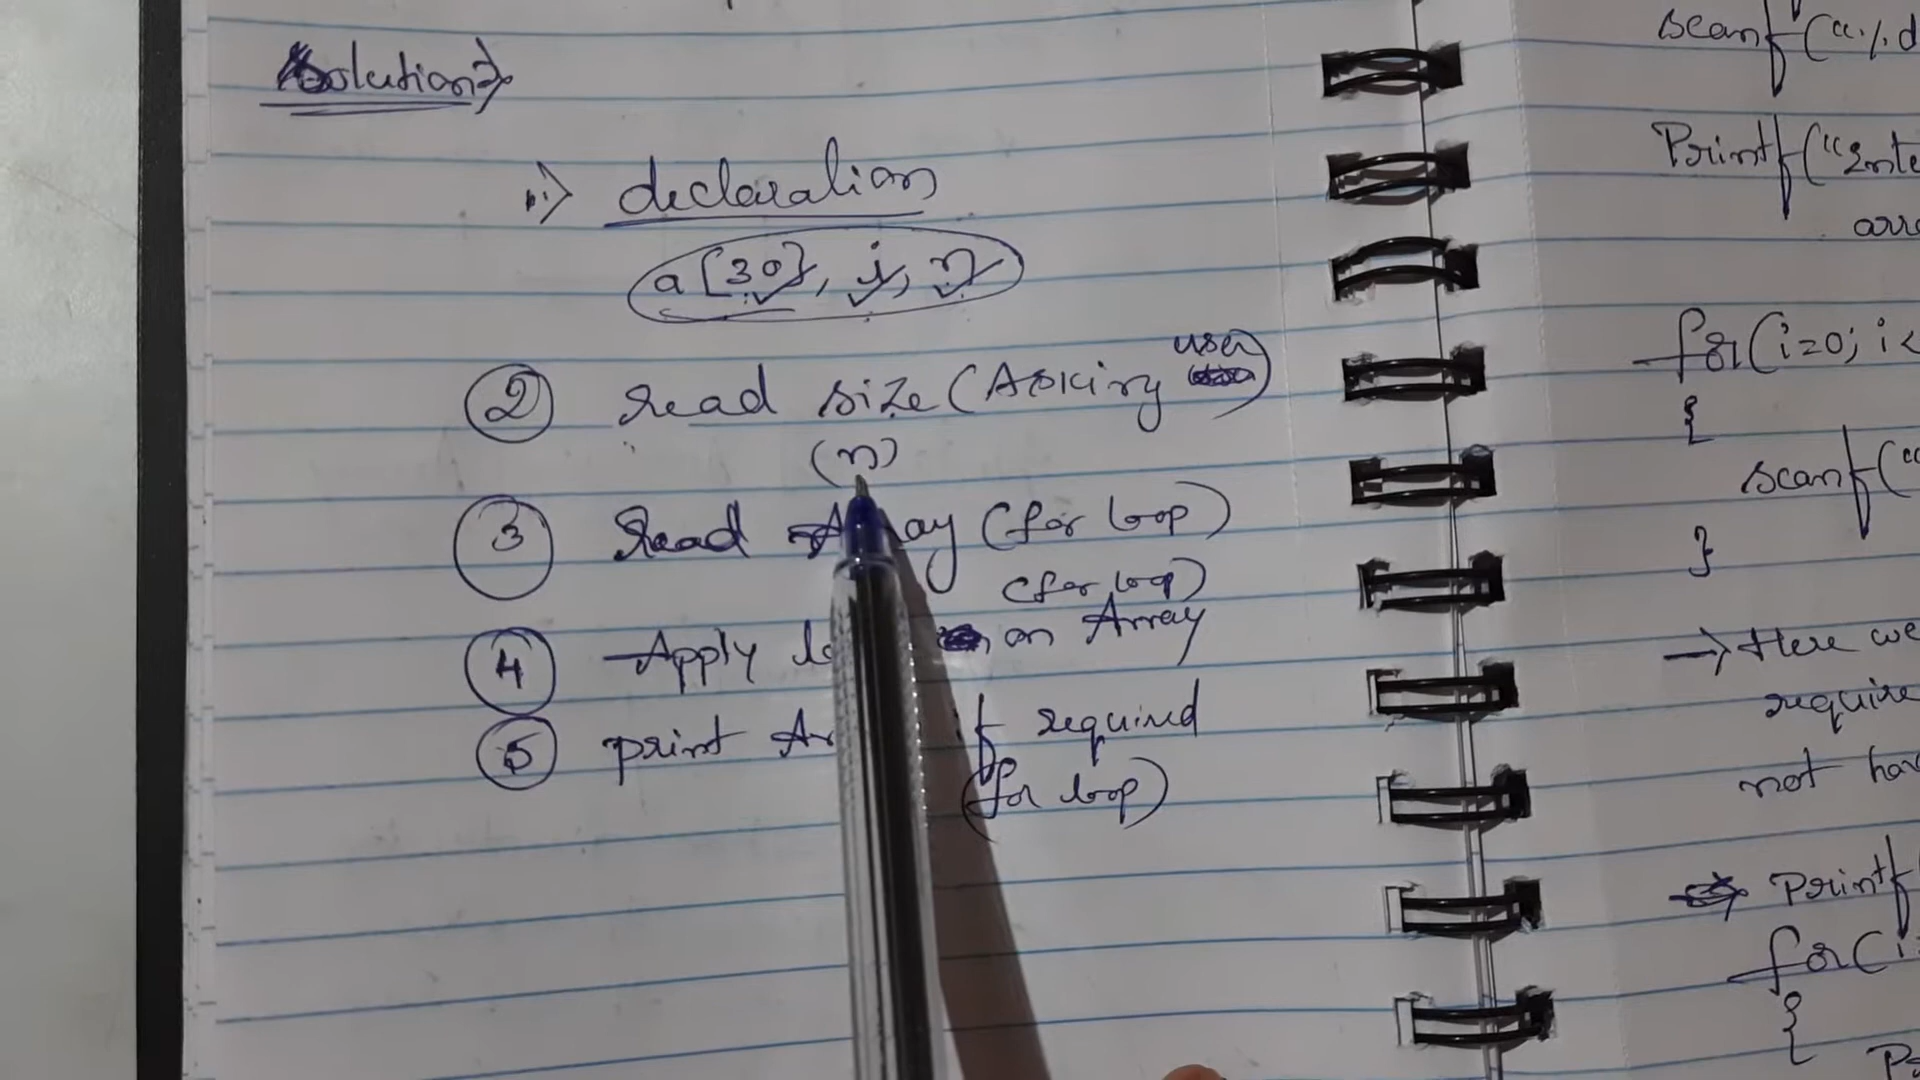 Solution⇒
1:> declaration
a[30], i, n
② Read size (Asking user)
(n)
③ Read Array (for loop)
(for loop)
④ Apply on Array
⑤ print if required
(for loop)
scanf("%d
Printf("Ente
arra
for(i=0; i<
{
scanf("
}
→ Here we
require
not hav
Printf
for(i
{